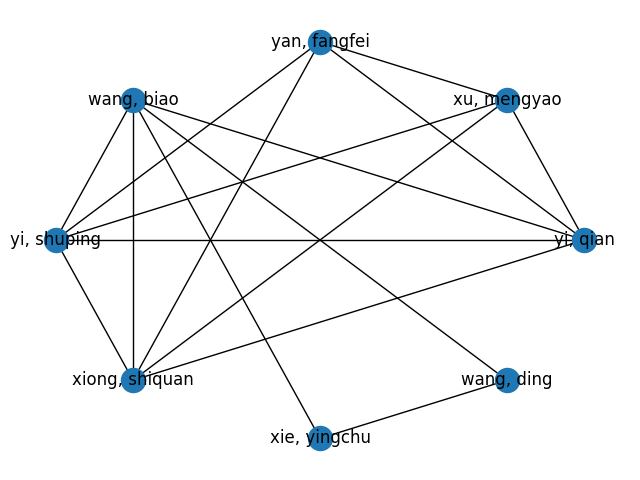 yan, fangfei
wang, biao
xu, mengyao
yi, shuping
yi, qian
xiong, shiquan
wang, ding
xie, yingchu